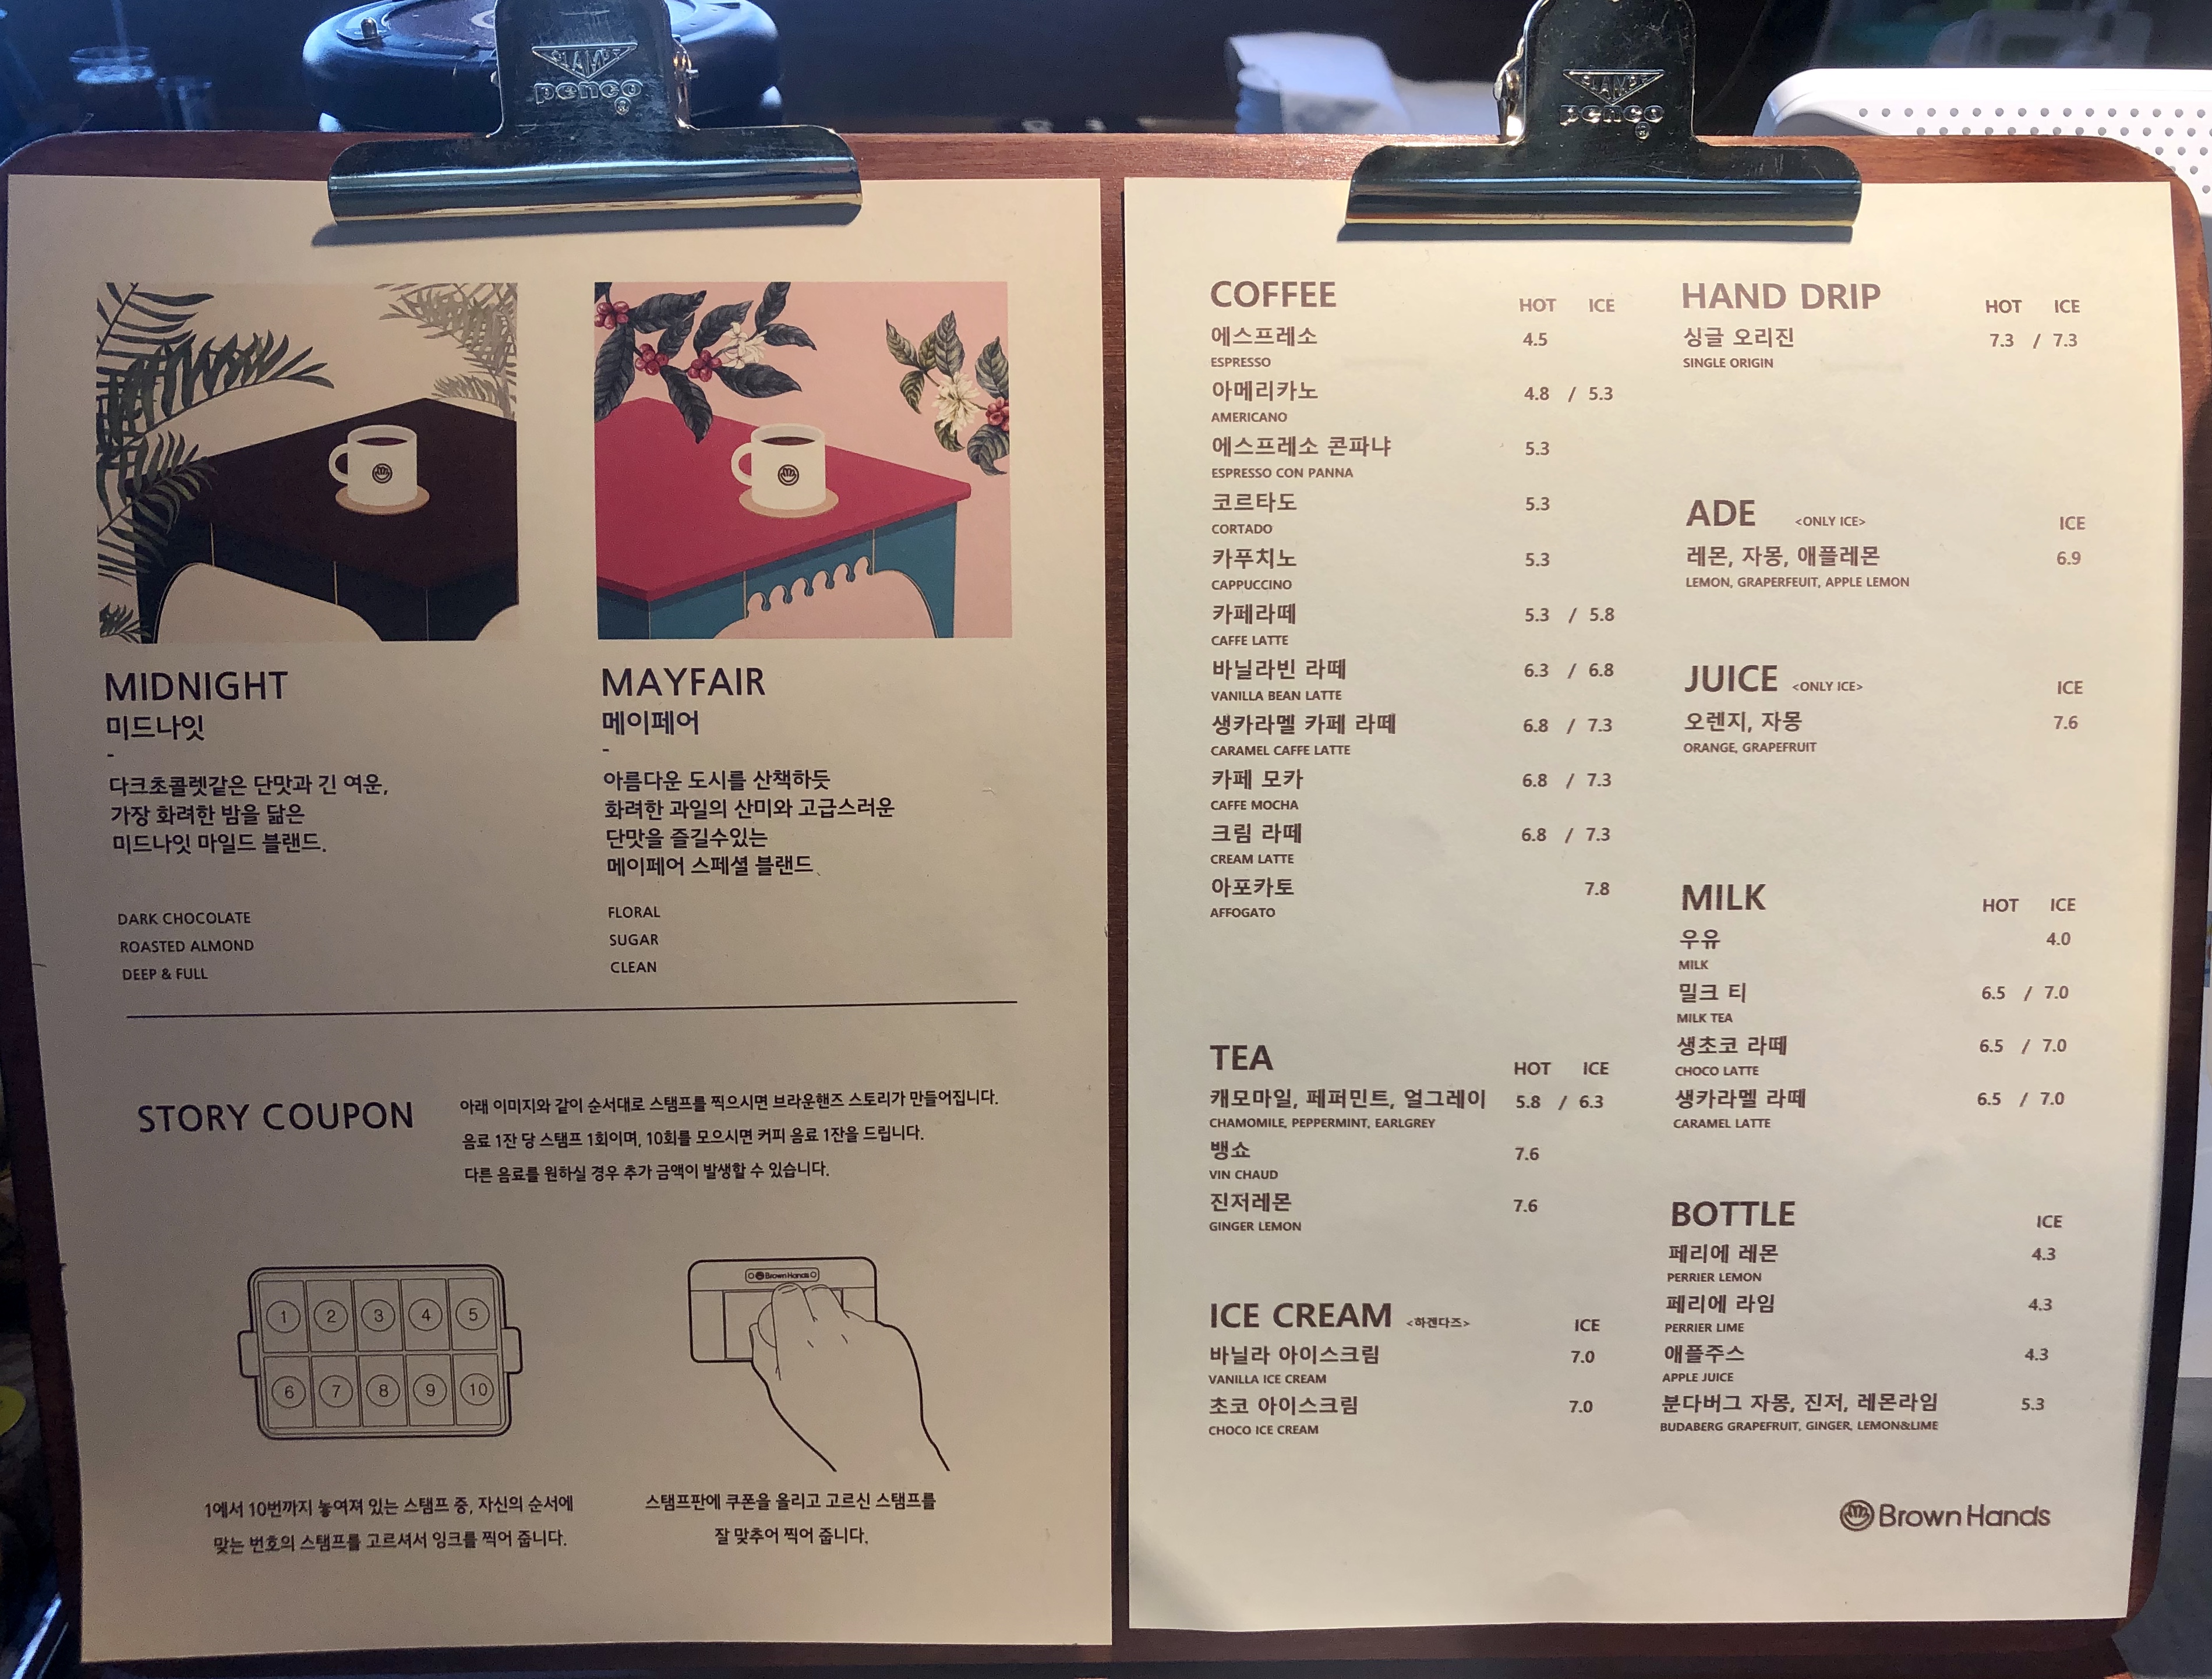 CLAMPY
penco
®
CLAMPY
penco
®
MIDNIGHT
미드나잇
-
다크초콜렛같은 단맛과 긴 여운,
가장 화려한 밤을 닮은
미드나잇 마일드 블랜드.
DARK CHOCOLATE
ROASTED ALMOND
DEEP & FULL
MAYFAIR
메이페어
-
아름다운 도시를 산책하듯
화려한 과일의 산미와 고급스러운
단맛을 즐길수있는
메이페어 스페셜 블랜드.
FLORAL
SUGAR
CLEAN
STORY COUPON
아래 이미지와 같이 순서대로 스탬프를 찍으시면 브라운핸즈 스토리가 만들어집니다.
음료 1잔 당 스탬프 1회이며, 10회를 모으시면 커피 음료 1잔을 드립니다.
다른 음료를 원하실 경우 추가 금액이 발생할 수 있습니다.
1 2 3 4 5
6 7 8 9 10
BrownHands
1에서 10번까지 놓여져 있는 스탬프 중, 자신의 순서에
맞는 번호의 스탬프를 고르셔서 잉크를 찍어 줍니다.
스탬프판에 쿠폰을 올리고 고르신 스탬프를
잘 맞추어 찍어 줍니다.
COFFEE HOT ICE
에스프레소 4.5
ESPRESSO
아메리카노 4.8 / 5.3
AMERICANO
에스프레소 콘파냐 5.3
ESPRESSO CON PANNA
코르타도 5.3
CORTADO
카푸치노 5.3
CAPPUCCINO
카페라떼 5.3 / 5.8
CAFFE LATTE
바닐라빈 라떼 6.3 / 6.8
VANILLA BEAN LATTE
생카라멜 카페 라떼 6.8 / 7.3
CARAMEL CAFFE LATTE
카페 모카 6.8 / 7.3
CAFFE MOCHA
크림 라떼 6.8 / 7.3
CREAM LATTE
아포카토 7.8
AFFOGATO
TEA HOT ICE
캐모마일, 페퍼민트, 얼그레이 5.8 / 6.3
CHAMOMILE, PEPPERMINT, EARLGREY
뱅쇼 7.6
VIN CHAUD
진저레몬 7.6
GINGER LEMON
ICE CREAM <하겐다즈> ICE
바닐라 아이스크림 7.0
VANILLA ICE CREAM
초코 아이스크림 7.0
CHOCO ICE CREAM
HAND DRIP HOT ICE
싱글 오리진 7.3 / 7.3
SINGLE ORIGIN
ADE <ONLY ICE> ICE
레몬, 자몽, 애플레몬 6.9
LEMON, GRAPERFEUIT, APPLE LEMON
JUICE <ONLY ICE> ICE
오렌지, 자몽 7.6
ORANGE, GRAPEFRUIT
MILK HOT ICE
우유 4.0
MILK
밀크 티 6.5 / 7.0
MILK TEA
생초코 라떼 6.5 / 7.0
CHOCO LATTE
생카라멜 라떼 6.5 / 7.0
CARAMEL LATTE
BOTTLE ICE
페리에 레몬 4.3
PERRIER LEMON
페리에 라임 4.3
PERRIER LIME
애플주스 4.3
APPLE JUICE
분다버그 자몽, 진저, 레몬라임 5.3
BUDABERG GRAPEFRUIT, GINGER, LEMON&LIME
BrownHands